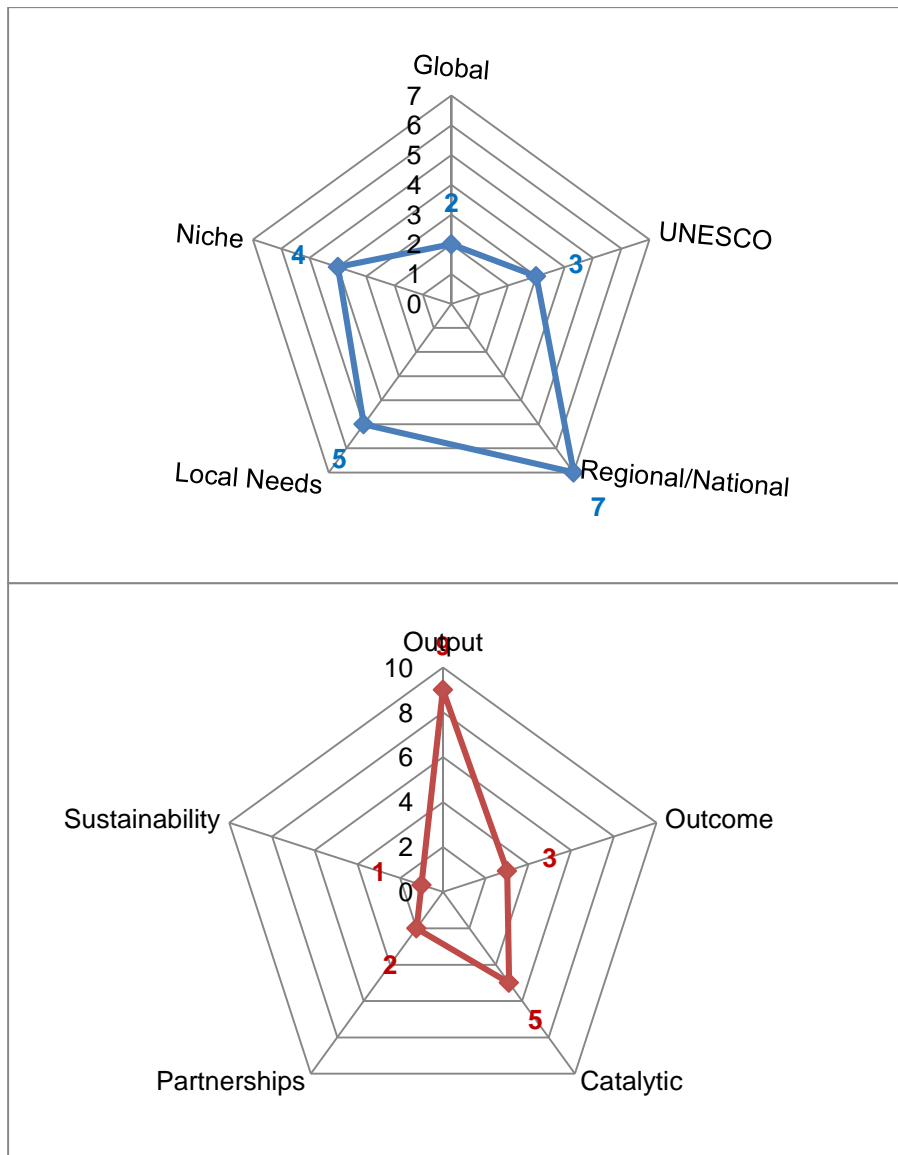 Global
7
6
5
4
3
2
2
1
0
UNESCO
3
Niche
4
Local Needs
5
Regional/National
7
Output
9
10
8
6
4
2
0
Outcome
3
Sustainability
1
2
5
Partnerships
Catalytic